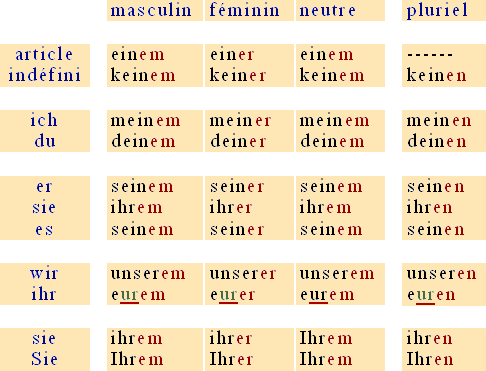 masculin féminin neutre pluriel
article einem einer einem ------
indéfini keinem keiner keinem keinen
ich meinem meiner meinem meinen
du deinem deiner deinem deinen
er seinem seiner seinem seinen
sie ihrem ihrer ihrem ihren
es seinem seiner seinem seinen
wir unserem unserer unserem unseren
ihr eurem eurer eurem euren
sie ihrem ihrer Ihrem ihren
Sie Ihrem Ihrer Ihrem Ihren